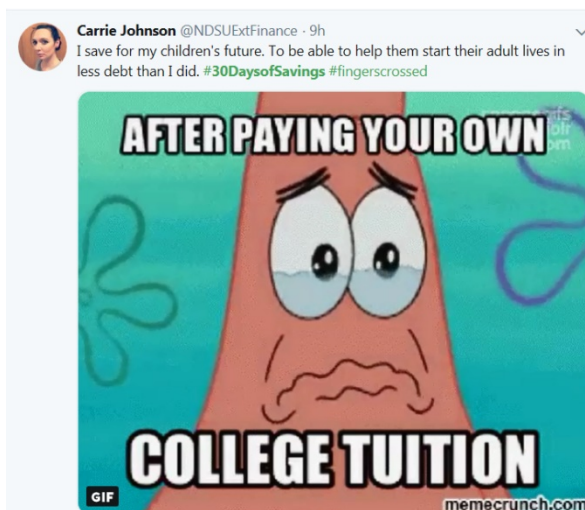 Carrie Johnson @NDSUExtFinance · 9h
I save for my children's future. To be able to help them start their adult lives in
less debt than I did. #30DaysofSavings #fingerscrossed
AFTER PAYING YOUR OWN
COLLEGE TUITION
GIF
memecrunch.com